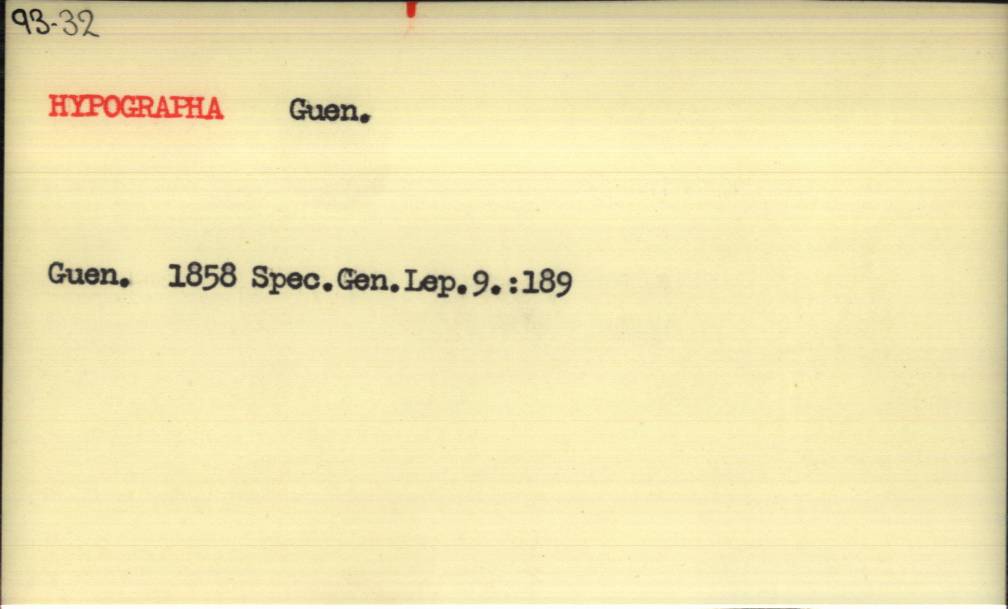 93-32
HYPOGRAPHA Guen.
Guen. 1858 Spec.Gen.Lep.9.:189